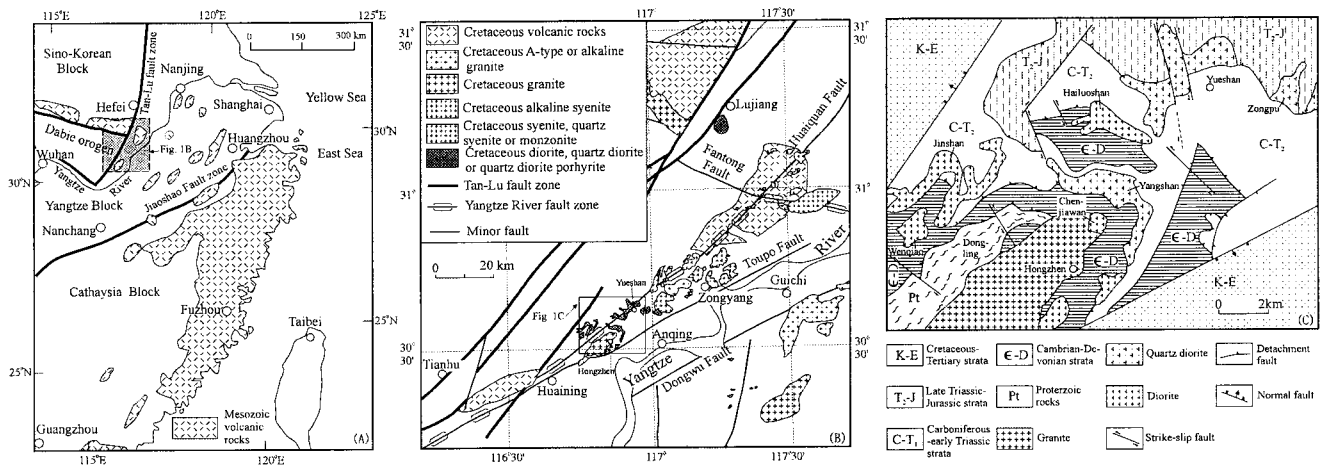 115°E
120°E
125°E
0 150 300 km
Sino-Korean
Block
Tan-Lu fault zone
Nanjing
Hefei
Shanghai
Yellow Sea
Dabie orogen
Huangzhou
30°N
East Sea
Fig. 1B
Wuhan
Yangtze River
30°N
Jiaoshao Fault zone
Yangtze Block
Nanchang
Cathaysia Block
Fuzhou
Taibei
25°N
25°N
Mesozoic
volcanic
rocks
Guangzhou
(A)
115°E
120°E
117°
117°30′
31°
30′
31°
30′
Cretaceous volcanic rocks
Cretaceous A-type or alkaline
granite
Cretaceous granite
Cretaceous alkaline syenite
Cretaceous syenite, quartz
syenite or monzonite
Cretaceous diorite, quartz diorite
or quartz diorite porphyrite
Tan-Lu fault zone
Yangtze River fault zone
Minor fault
Lujiang
Huaiquan Fault
Fantong
Fault
31°
31°
0 20 km
Toupo Fault
River
Yueshan
Zongyang
Guichi
Fig 1C
Anqing
30°
30′
30°
30′
Hongzhen
Tianhu
Yangtze
Dongwu Fault
Huaining
(B)
116°30′
117°
117°30′
K-E
T₃-J
T₃-J
C-T₂
Yueshan
Hailuoshan
Zongpu
C-T₂
Jinshan
Є-D
C-T₂
Yangshan
Chen-
jiawan
Wenqian
Dong-
ling
Є-D
Є-D
Hongzhen
Є-D
K-E
Pt
0 2km
(C)
K-E Cretaceous-
Tertiary strata
Є-D Cambrian-De-
vonian strata
Quartz diorite
Detachment
fault
T₃-J Late Triassic-
Jurassic strata
Pt Proterzoic
rocks
Diorite
Normal fault
C-T₁ Carboniferous
-early Triassic
strata
Granite
Strike-slip fault